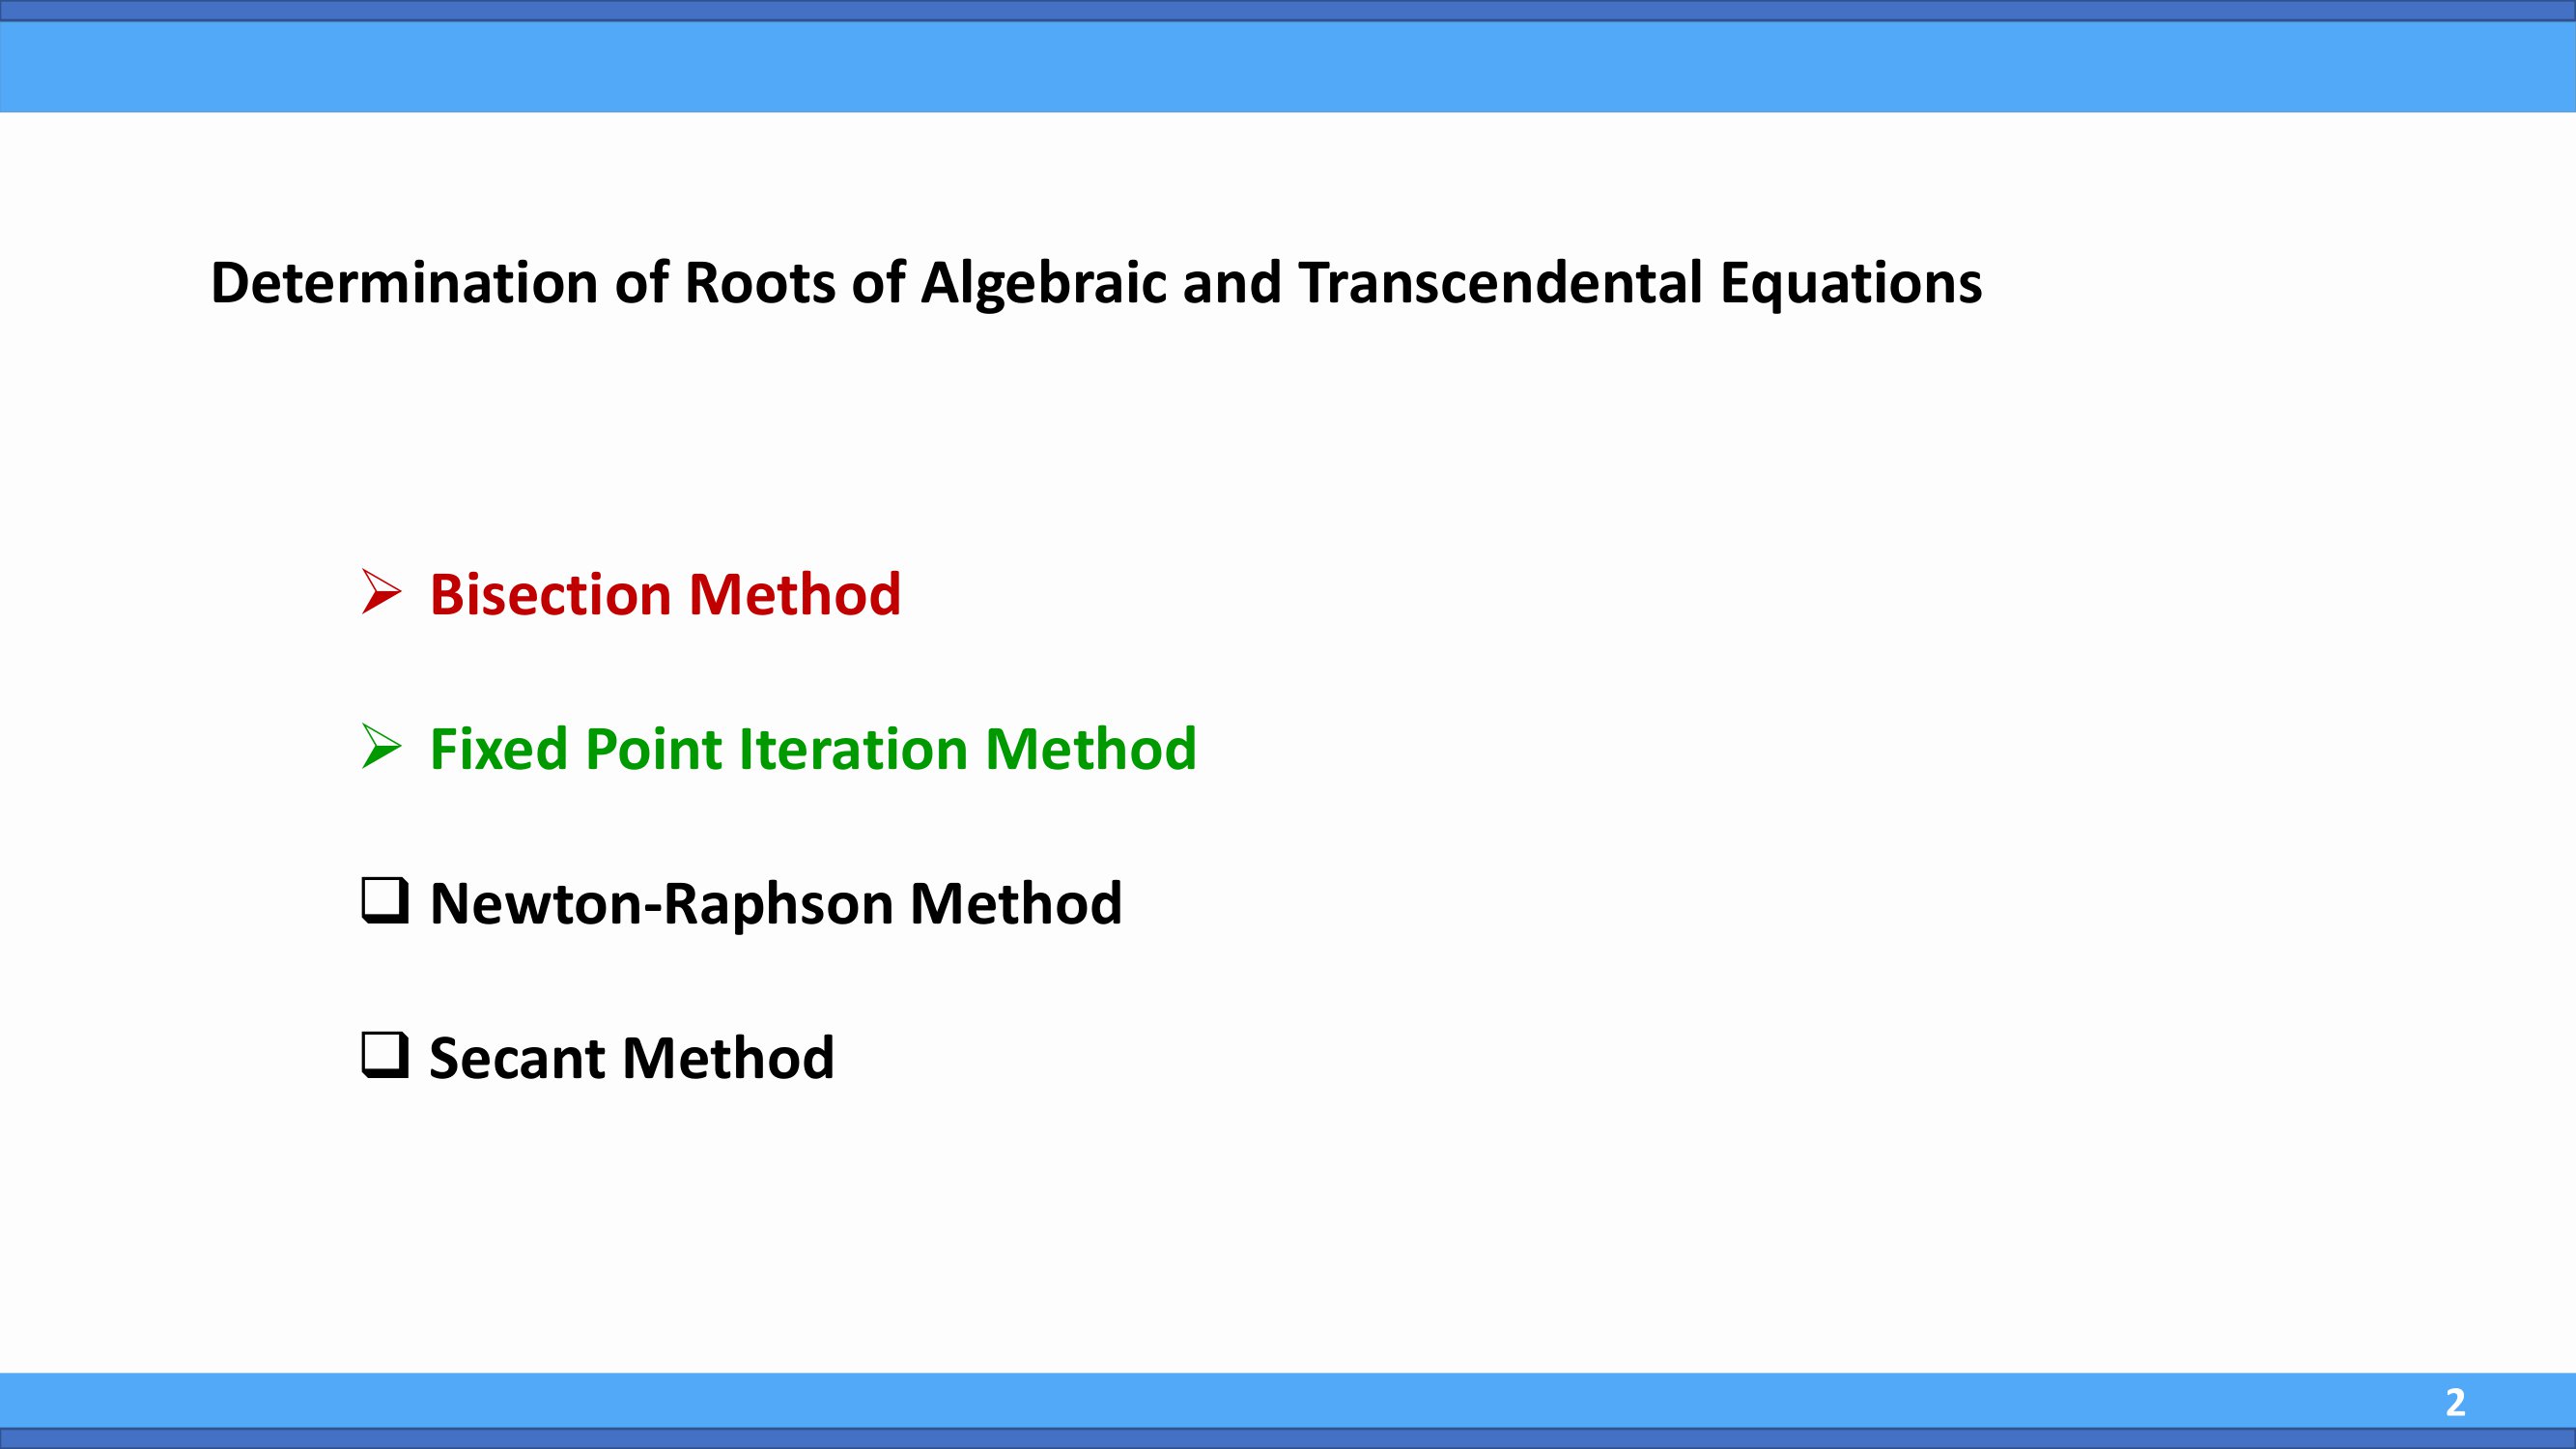 Determination of Roots of Algebraic and Transcendental Equations
Bisection Method
Fixed Point Iteration Method
Newton-Raphson Method
Secant Method
2